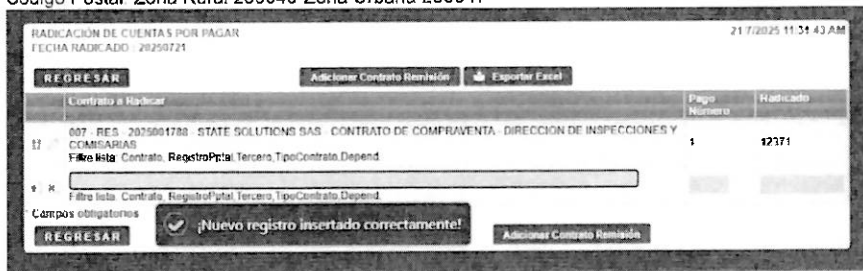 Código Postal: Zona Rural 250040 Zona Urbana 250047
RADICACIÓN DE CUENTAS POR PAGAR
21/7/2025 11:31:43 AM
FECHA RADICADO : 20250721
REGRESAR
Adicionar Contrato Remisión
Exportar Excel
Contrato a Radicar
Pago Número
Radicado
007 - RES - 2025001788 - STATE SOLUTIONS SAS - CONTRATO DE COMPRAVENTA - DIRECCION DE INSPECCIONES Y
COMISARIAS
1
12371
Filtre lista: Contrato, RegistroPptal,Tercero,TipoContrato,Depend.
Filtre lista: Contrato, RegistroPptal,Tercero,TipoContrato,Depend.
Campos obligatorios
¡Nuevo registro insertado correctamente!
REGRESAR
Adicionar Contrato Remisión